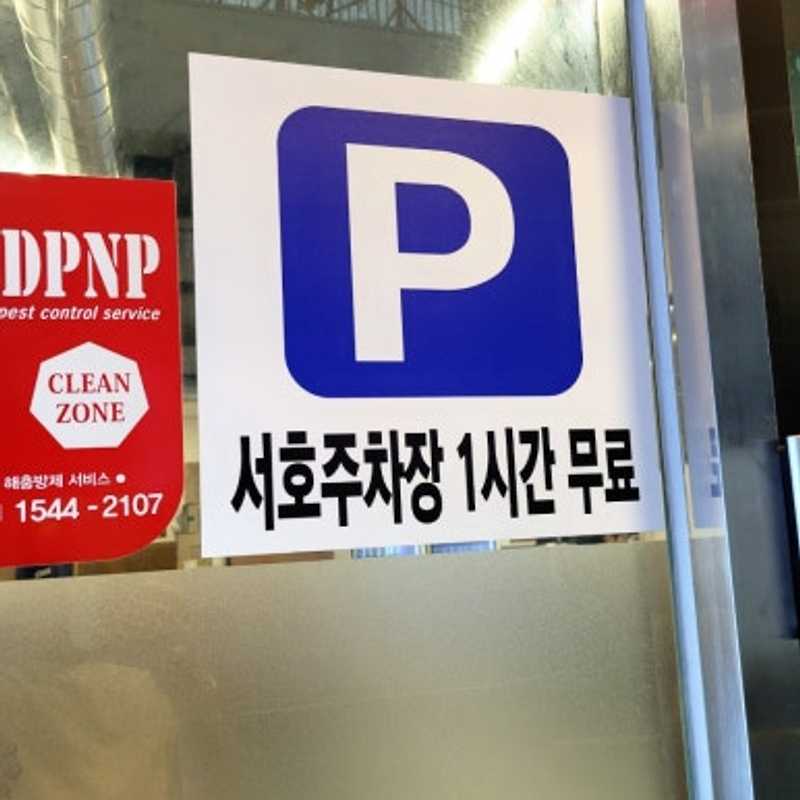 P
서호주차장 1시간 무료
DPNP
pest control service
CLEAN
ZONE
해충방제 서비스
1544-2107